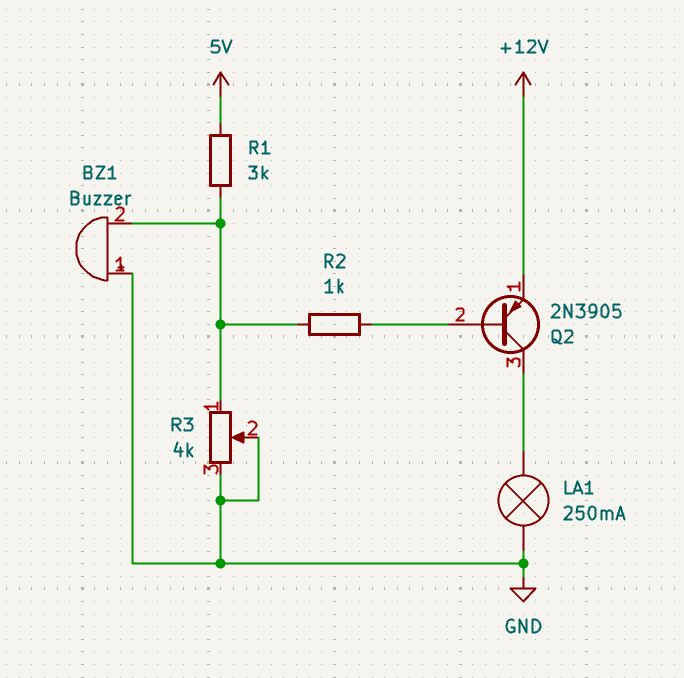 5V
+12V
R1
3k
BZ1
Buzzer
2
1
R2
1k
1
2
2N3905
Q2
3
1
R3
4k
2
3
LA1
250mA
GND